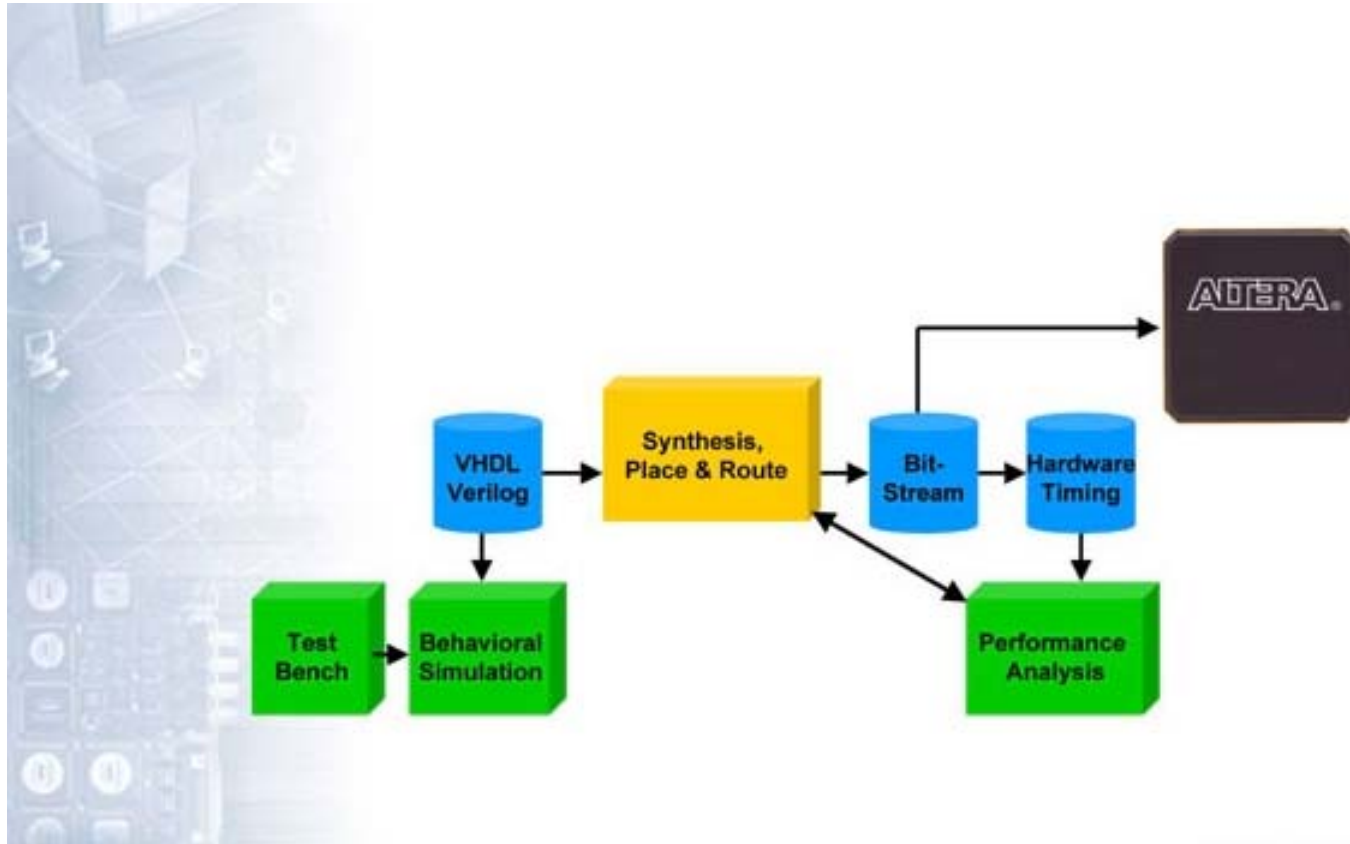 ALTERA®
VHDL
Verilog
Synthesis,
Place & Route
Bit-
Stream
Hardware
Timing
Test
Bench
Behavioral
Simulation
Performance
Analysis